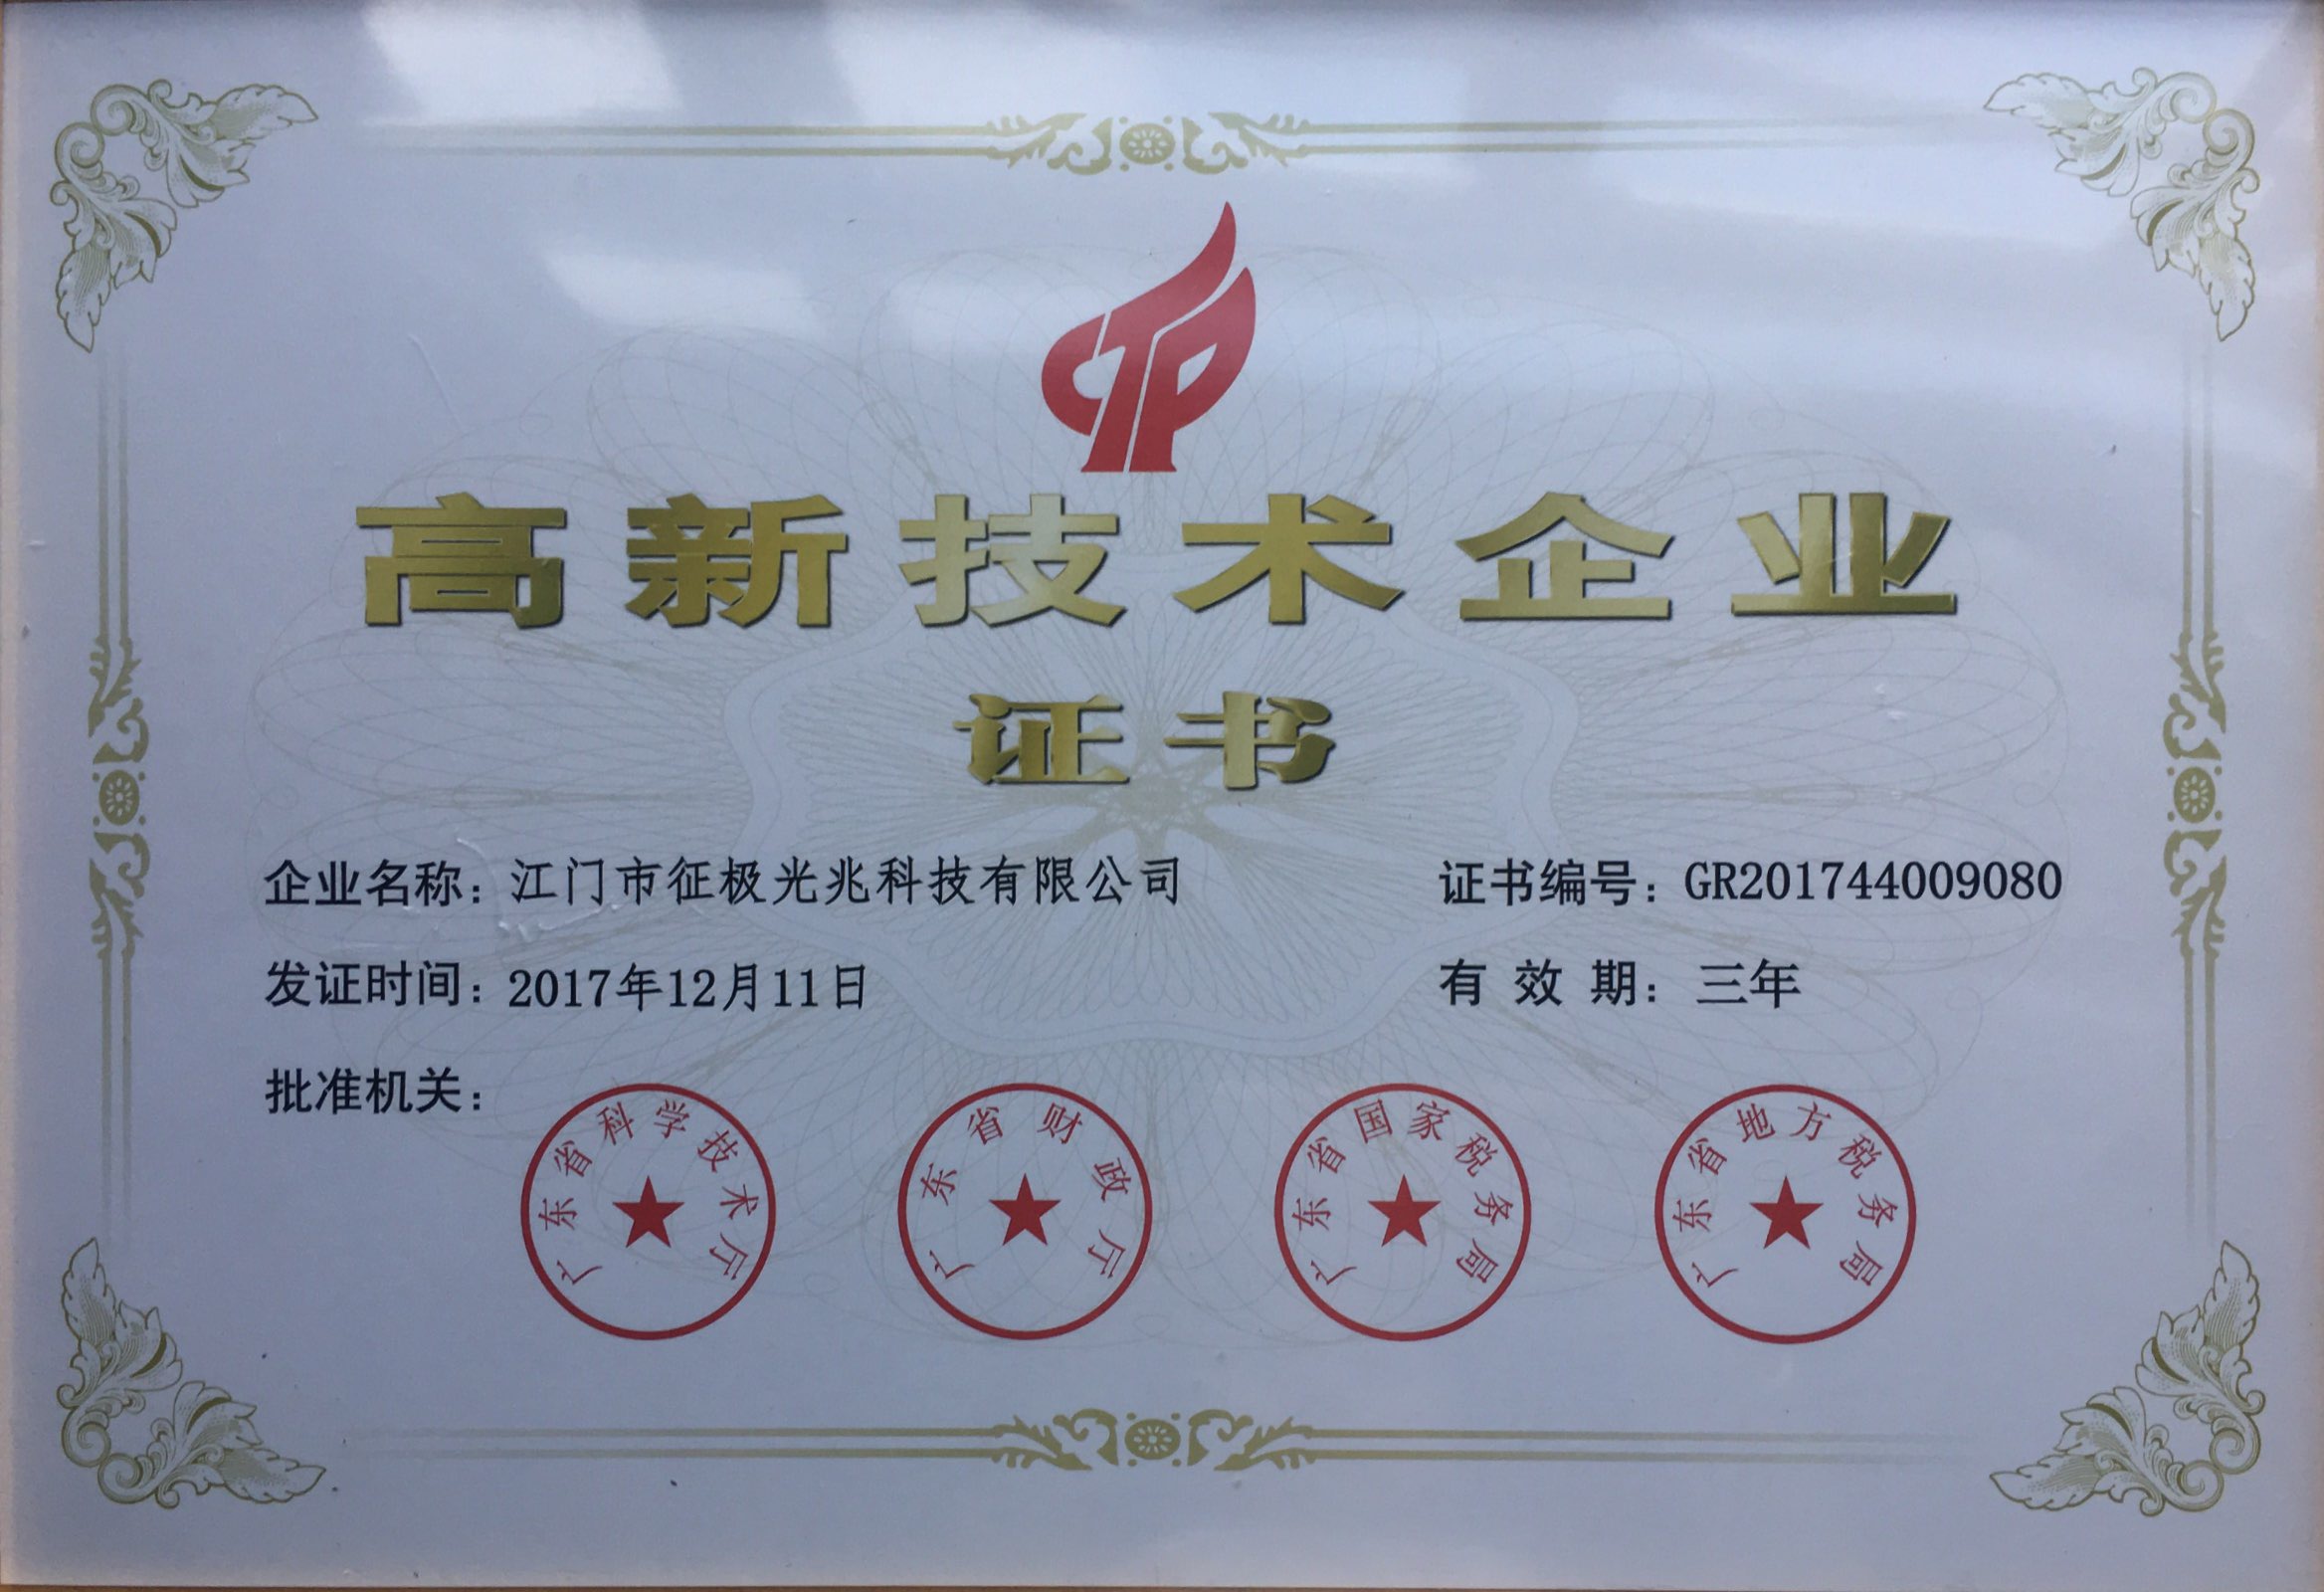 高新技术企业
证书
企业名称：江门市征极光兆科技有限公司
证书编号：GR201744009080
发证时间：2017年12月11日
有效期：三年
批准机关：
广东省科学技术厅
广东省财政厅
广东省国家税务局
广东省地方税务局